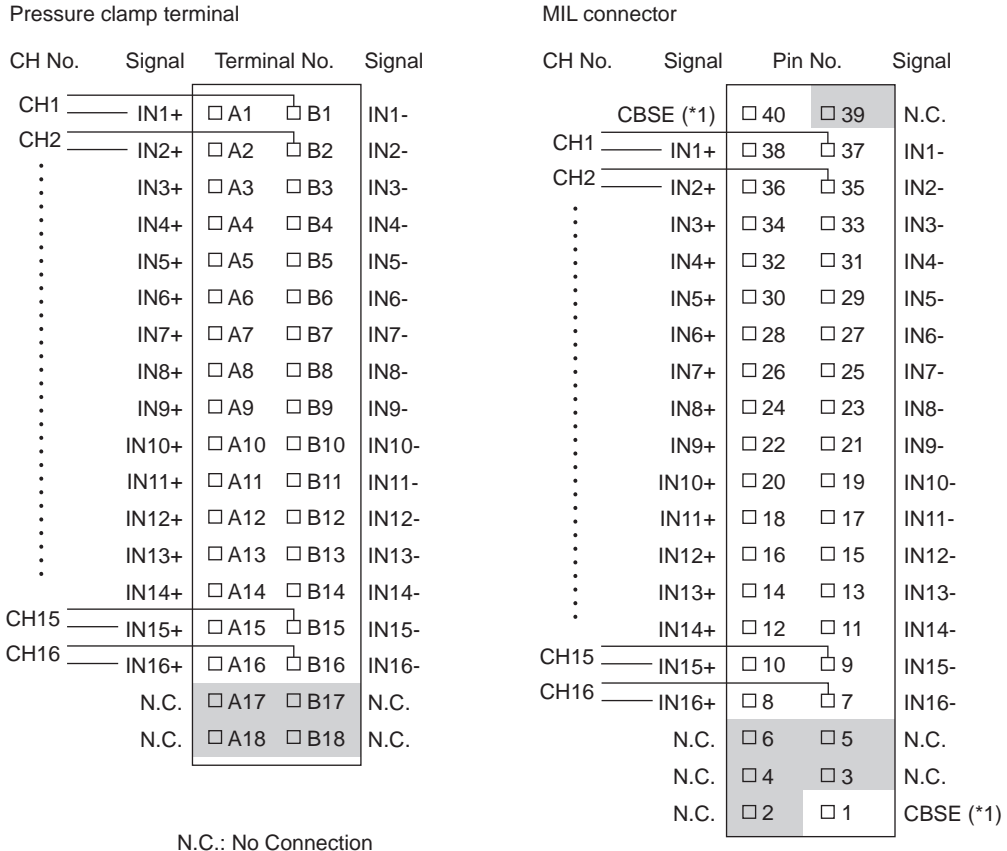 Pressure clamp terminal
CH No. Signal Terminal No. Signal
CH1 IN1+ A1 B1 IN1-
CH2 IN2+ A2 B2 IN2-
IN3+ A3 B3 IN3-
IN4+ A4 B4 IN4-
IN5+ A5 B5 IN5-
IN6+ A6 B6 IN6-
IN7+ A7 B7 IN7-
IN8+ A8 B8 IN8-
IN9+ A9 B9 IN9-
IN10+ A10 B10 IN10-
IN11+ A11 B11 IN11-
IN12+ A12 B12 IN12-
IN13+ A13 B13 IN13-
IN14+ A14 B14 IN14-
CH15 IN15+ A15 B15 IN15-
CH16 IN16+ A16 B16 IN16-
N.C. A17 B17 N.C.
N.C. A18 B18 N.C.
N.C.: No Connection
MIL connector
CH No. Signal Pin No. Signal
CBSE (*1) 40 39 N.C.
CH1 IN1+ 38 37 IN1-
CH2 IN2+ 36 35 IN2-
IN3+ 34 33 IN3-
IN4+ 32 31 IN4-
IN5+ 30 29 IN5-
IN6+ 28 27 IN6-
IN7+ 26 25 IN7-
IN8+ 24 23 IN8-
IN9+ 22 21 IN9-
IN10+ 20 19 IN10-
IN11+ 18 17 IN11-
IN12+ 16 15 IN12-
IN13+ 14 13 IN13-
IN14+ 12 11 IN14-
CH15 IN15+ 10 9 IN15-
CH16 IN16+ 8 7 IN16-
N.C. 6 5 N.C.
N.C. 4 3 N.C.
N.C. 2 1 CBSE (*1)